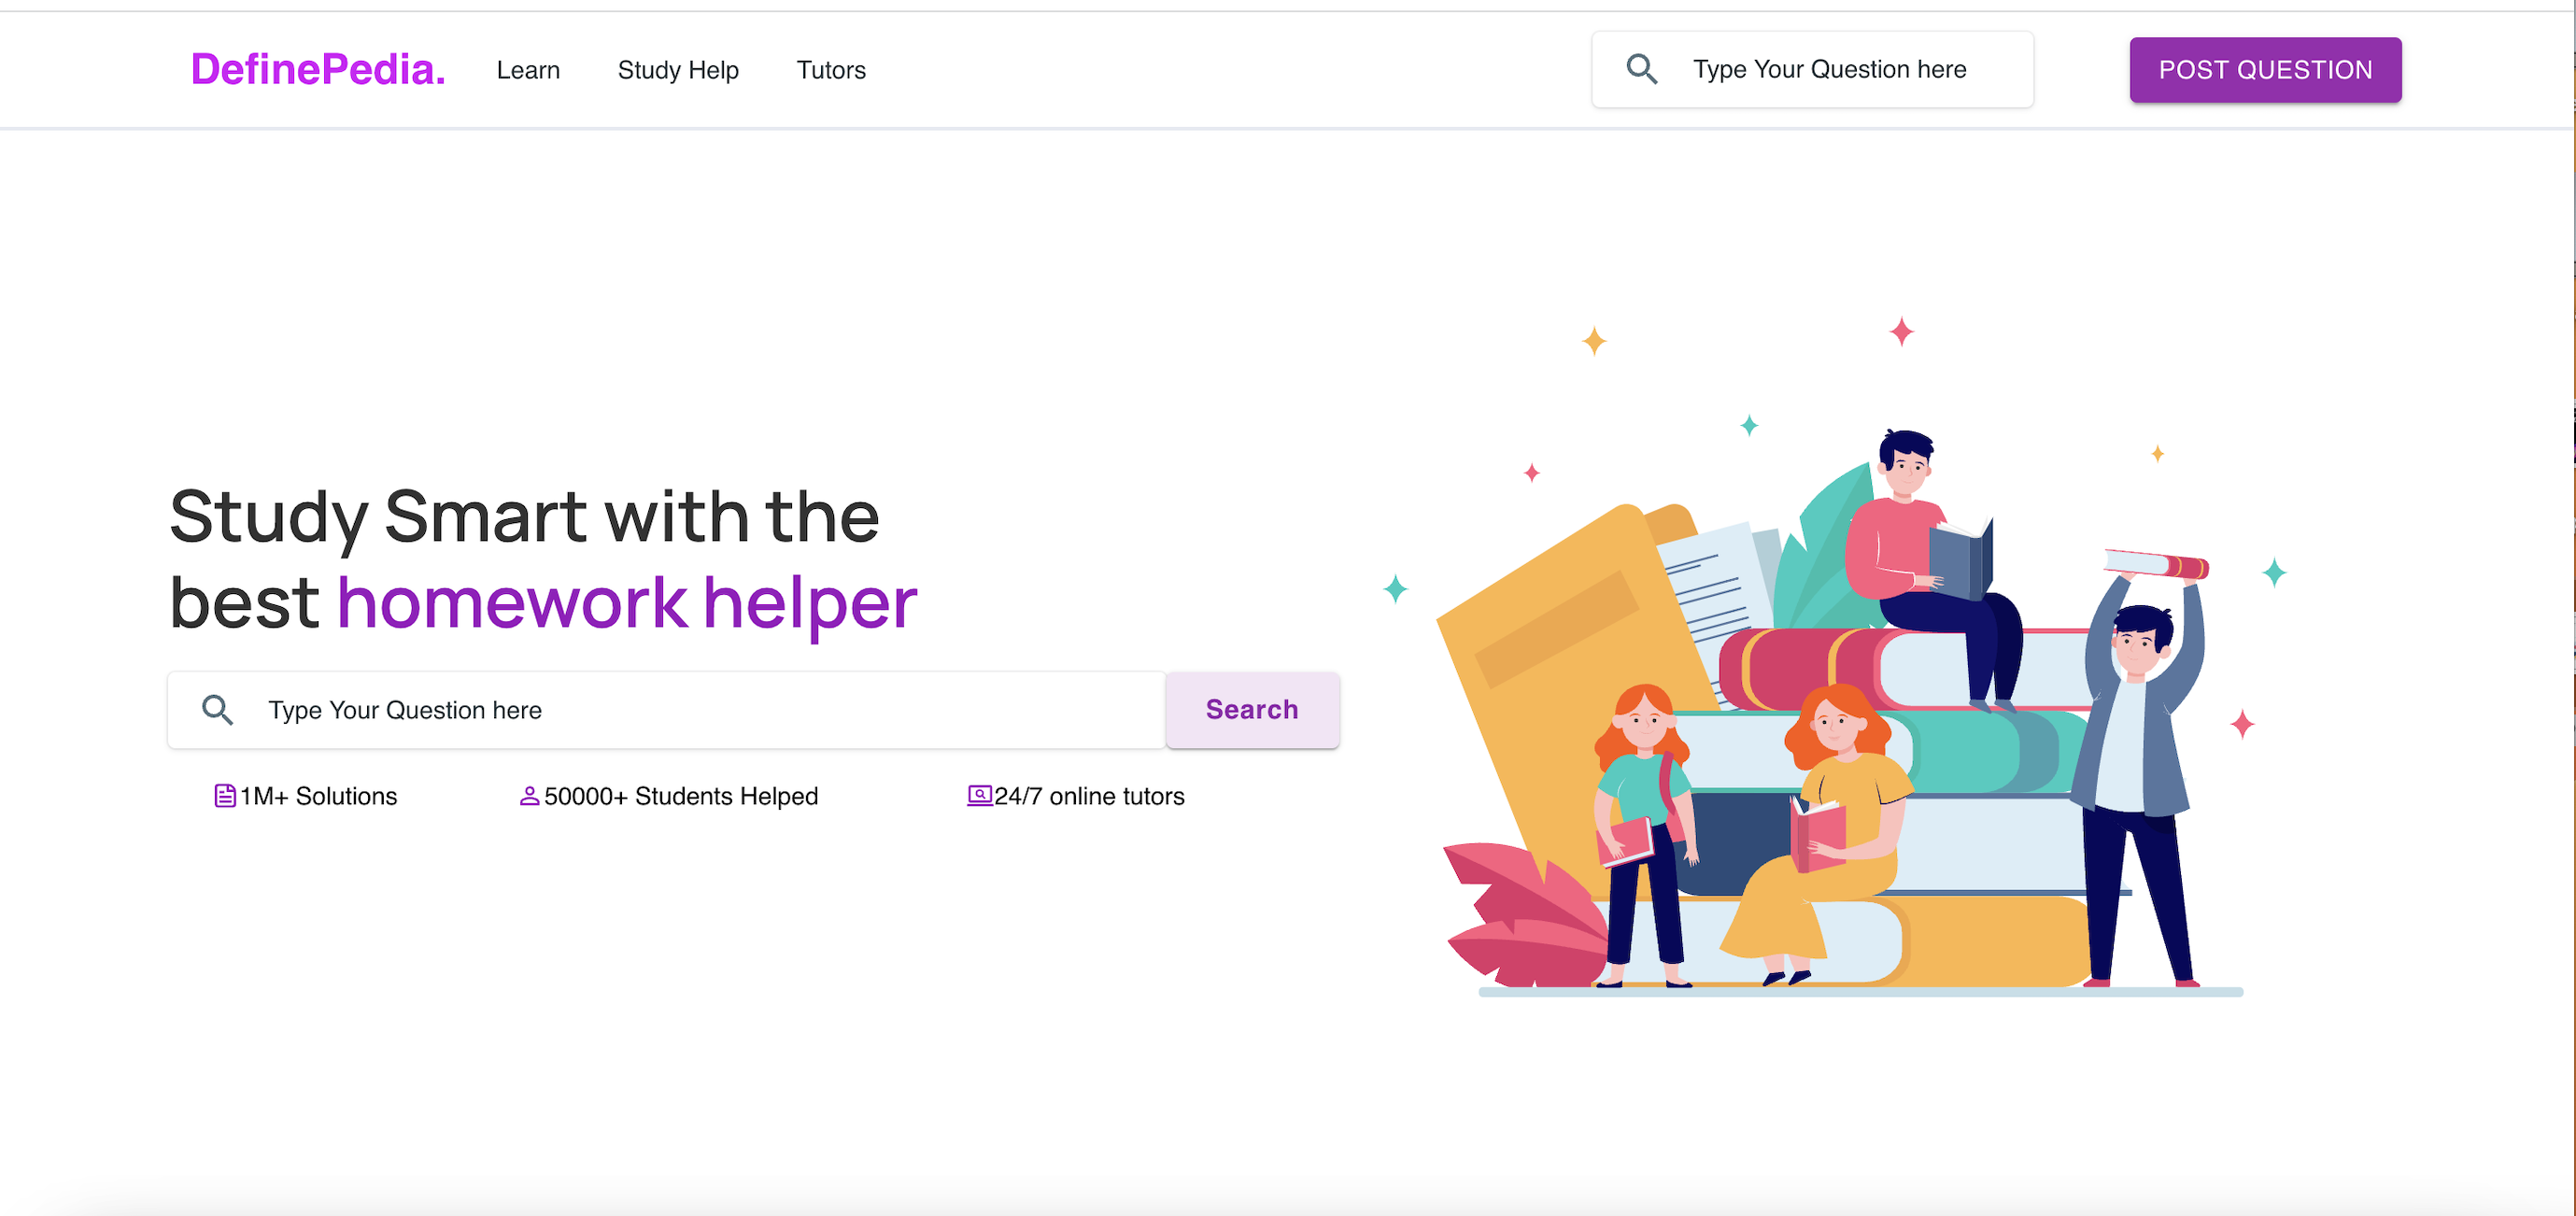 DefinePedia. Learn Study Help Tutors Type Your Question here POST QUESTION
Study Smart with the
best homework helper
Type Your Question here Search
1M+ Solutions 50000+ Students Helped 24/7 online tutors